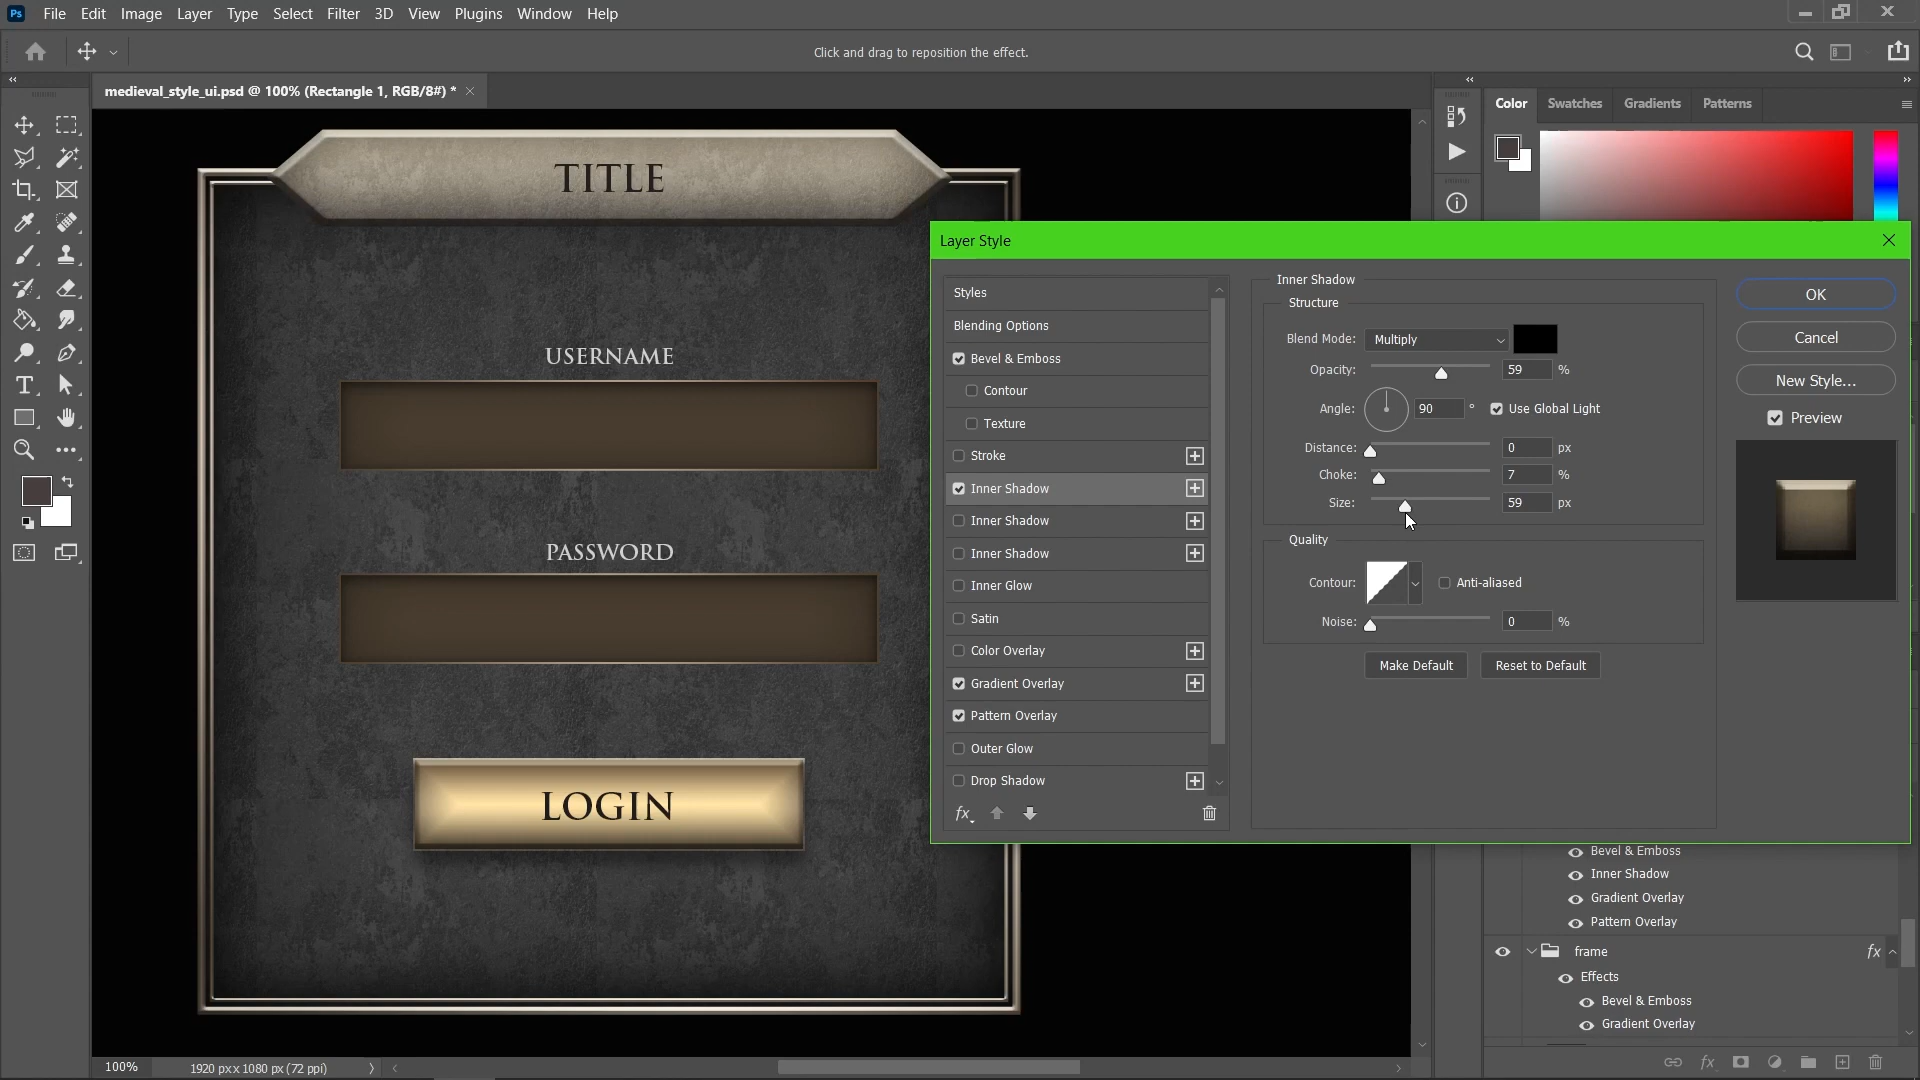 Ps File Edit Image Layer Type Select Filter 3D View Plugins Window Help
Click and drag to reposition the effect.
medieval_style_ui.psd @ 100% (Rectangle 1, RGB/8#) *
Color Swatches Gradients Patterns
TITLE
USERNAME
PASSWORD
LOGIN
Layer Style
Styles
Blending Options
Bevel & Emboss
Contour
Texture
Stroke
Inner Shadow
Inner Shadow
Inner Shadow
Inner Glow
Satin
Color Overlay
Gradient Overlay
Pattern Overlay
Outer Glow
Drop Shadow
fx
Inner Shadow
Structure
Blend Mode: Multiply
Opacity: 59 %
Angle: 90 ° Use Global Light
Distance: 0 px
Choke: 7 %
Size: 59 px
Quality
Contour: Anti-aliased
Noise: 0 %
Make Default Reset to Default
OK
Cancel
New Style...
Preview
Bevel & Emboss
Inner Shadow
Gradient Overlay
Pattern Overlay
frame fx
Effects
Bevel & Emboss
Gradient Overlay
fx
100% 1920 px x 1080 px (72 ppi)